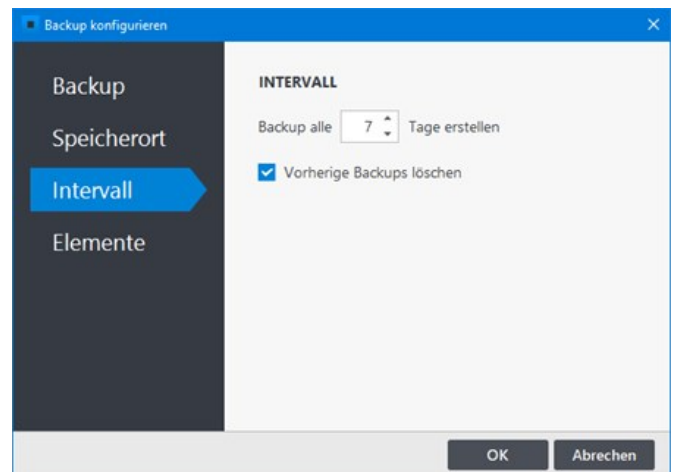 Backup konfigurieren
Backup
Speicherort
Intervall
Elemente
INTERVALL
Backup alle 7 Tage erstellen
Vorherige Backups löschen
OK Abrechen